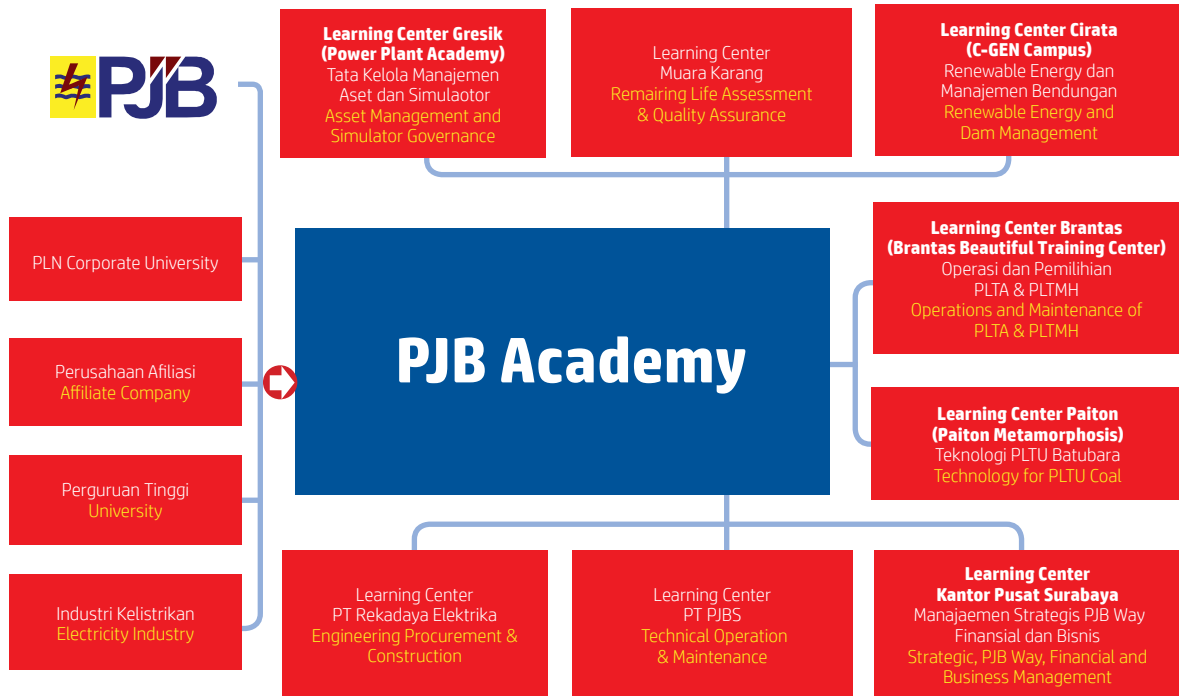 PJB
Learning Center Gresik
(Power Plant Academy)
Tata Kelola Manajemen
Aset dan Simulaotor
Asset Management and
Simulator Governance
Learning Center
Muara Karang
Remairing Life Assessment
& Quality Assurance
Learning Center Cirata
(C-GEN Campus)
Renewable Energy dan
Manajemen Bendungan
Renewable Energy and
Dam Management
PLN Corporate University
Perusahaan Afiliasi
Affiliate Company
Perguruan Tinggi
University
Industri Kelistrikan
Electricity Industry
PJB Academy
Learning Center Brantas
(Brantas Beautiful Training Center)
Operasi dan Pemilihian
PLTA & PLTMH
Operations and Maintenance of
PLTA & PLTMH
Learning Center Paiton
(Paiton Metamorphosis)
Teknologi PLTU Batubara
Technology for PLTU Coal
Learning Center
PT Rekadaya Elektrika
Engineering Procurement &
Construction
Learning Center
PT PJBS
Technical Operation
& Maintenance
Learning Center
Kantor Pusat Surabaya
Manajaemen Strategis PJB Way
Finansial dan Bisnis
Strategic, PJB Way, Financial and
Business Management